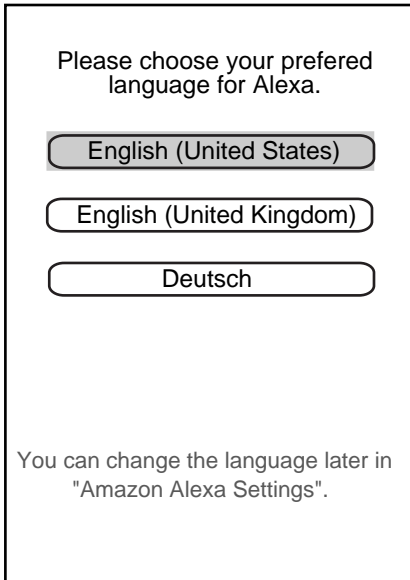 Please choose your prefered
language for Alexa.
English (United States)
English (United Kingdom)
Deutsch
You can change the language later in
"Amazon Alexa Settings".